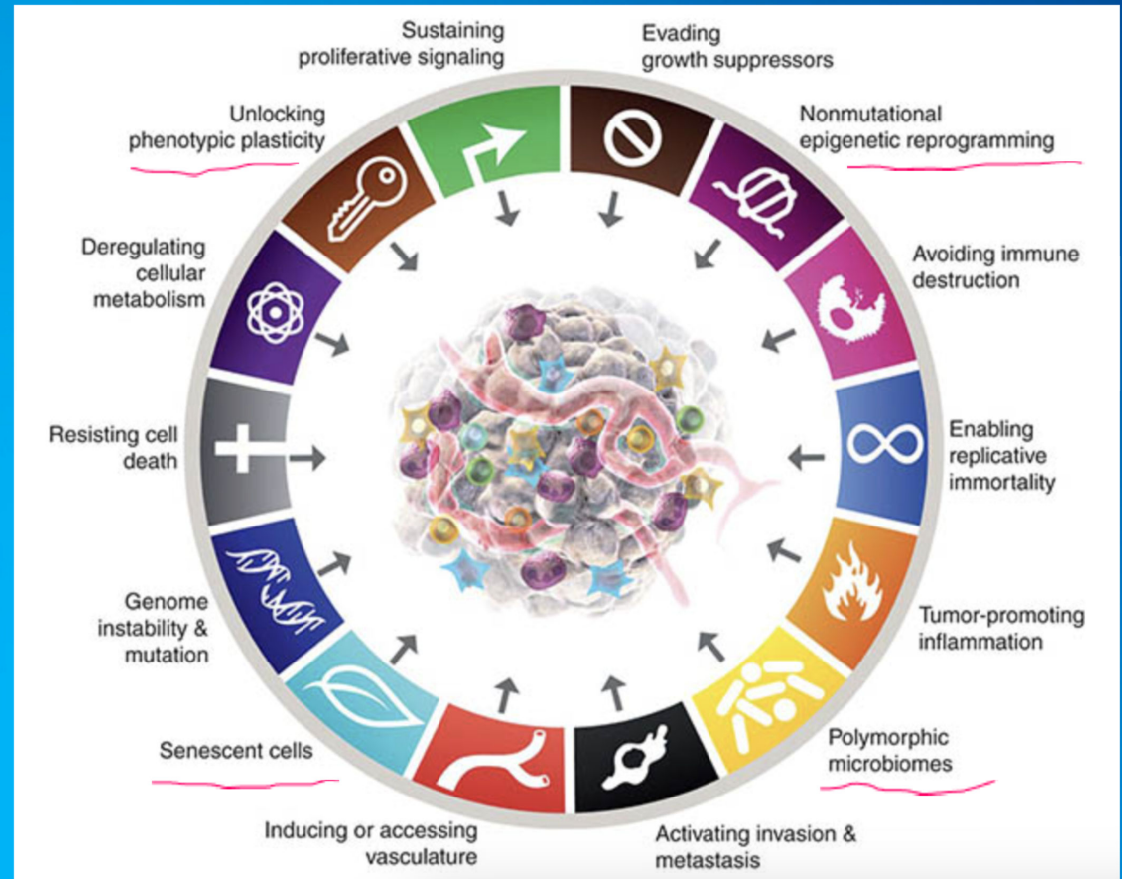 Sustaining
proliferative signaling
Evading
growth suppressors
Nonmutational
epigenetic reprogramming
Avoiding immune
destruction
Enabling
replicative
immortality
Tumor-promoting
inflammation
Polymorphic
microbiomes
Activating invasion &
metastasis
Inducing or accessing
vasculature
Senescent cells
Genome
instability &
mutation
Resisting cell
death
Deregulating
cellular
metabolism
Unlocking
phenotypic plasticity